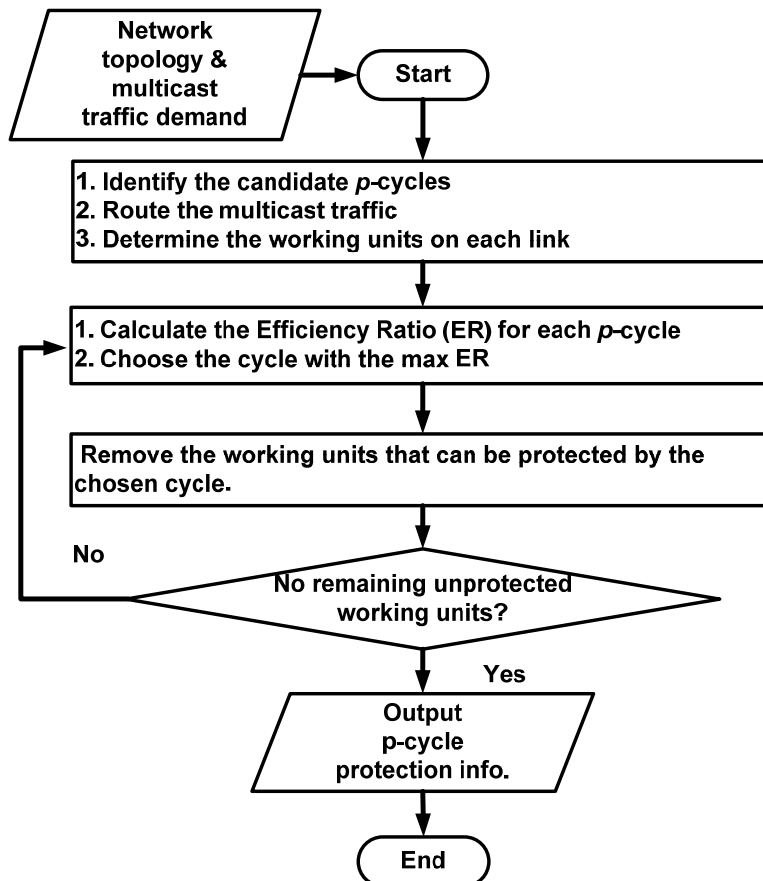 Network
topology &
multicast
traffic demand
Start
1. Identify the candidate p-cycles
2. Route the multicast traffic
3. Determine the working units on each link
1. Calculate the Efficiency Ratio (ER) for each p-cycle
2. Choose the cycle with the max ER
Remove the working units that can be protected by the
chosen cycle.
No
No remaining unprotected
working units?
Yes
Output
p-cycle
protection info.
End